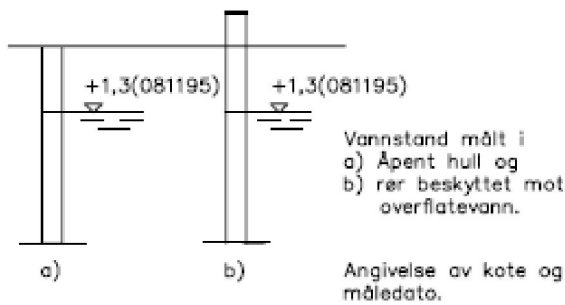 +1,3(081195) +1,3(081195)
Vannstand målt i
a) Åpent hull og
b) rør beskyttet mot
overflatevann.
a) b)
Angivelse av kote og
måledato.